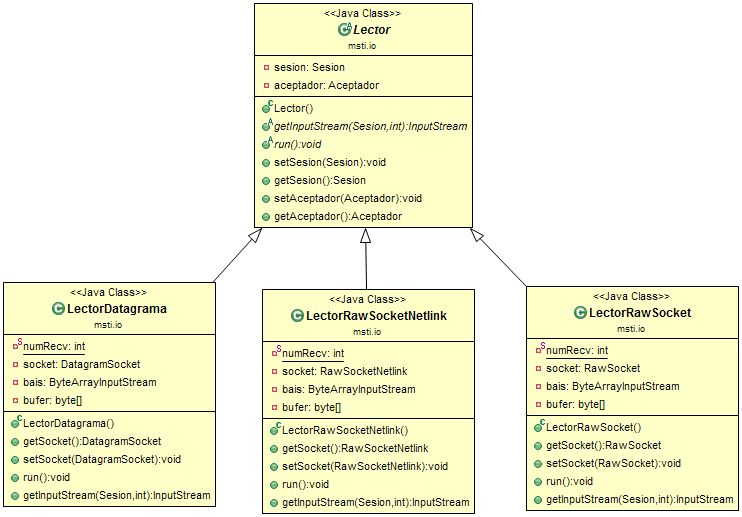 <<Java Class>>
Lector
msti.io
sesion: Sesion
aceptador: Aceptador
Lector()
getInputStream(Sesion,int):InputStream
run():void
setSesion(Sesion):void
getSesion():Sesion
setAceptador(Aceptador):void
getAceptador():Aceptador
<<Java Class>>
LectorDatagrama
msti.io
numRecv: int
socket: DatagramSocket
bais: ByteArrayInputStream
bufer: byte[]
LectorDatagrama()
getSocket():DatagramSocket
setSocket(DatagramSocket):void
run():void
getInputStream(Sesion,int):InputStream
<<Java Class>>
LectorRawSocketNetlink
msti.io
numRecv: int
socket: RawSocketNetlink
bais: ByteArrayInputStream
bufer: byte[]
LectorRawSocketNetlink()
getSocket():RawSocketNetlink
setSocket(RawSocketNetlink):void
run():void
getInputStream(Sesion,int):InputStream
<<Java Class>>
LectorRawSocket
msti.io
numRecv: int
socket: RawSocket
bais: ByteArrayInputStream
bufer: byte[]
LectorRawSocket()
getSocket():RawSocket
setSocket(RawSocket):void
run():void
getInputStream(Sesion,int):InputStream